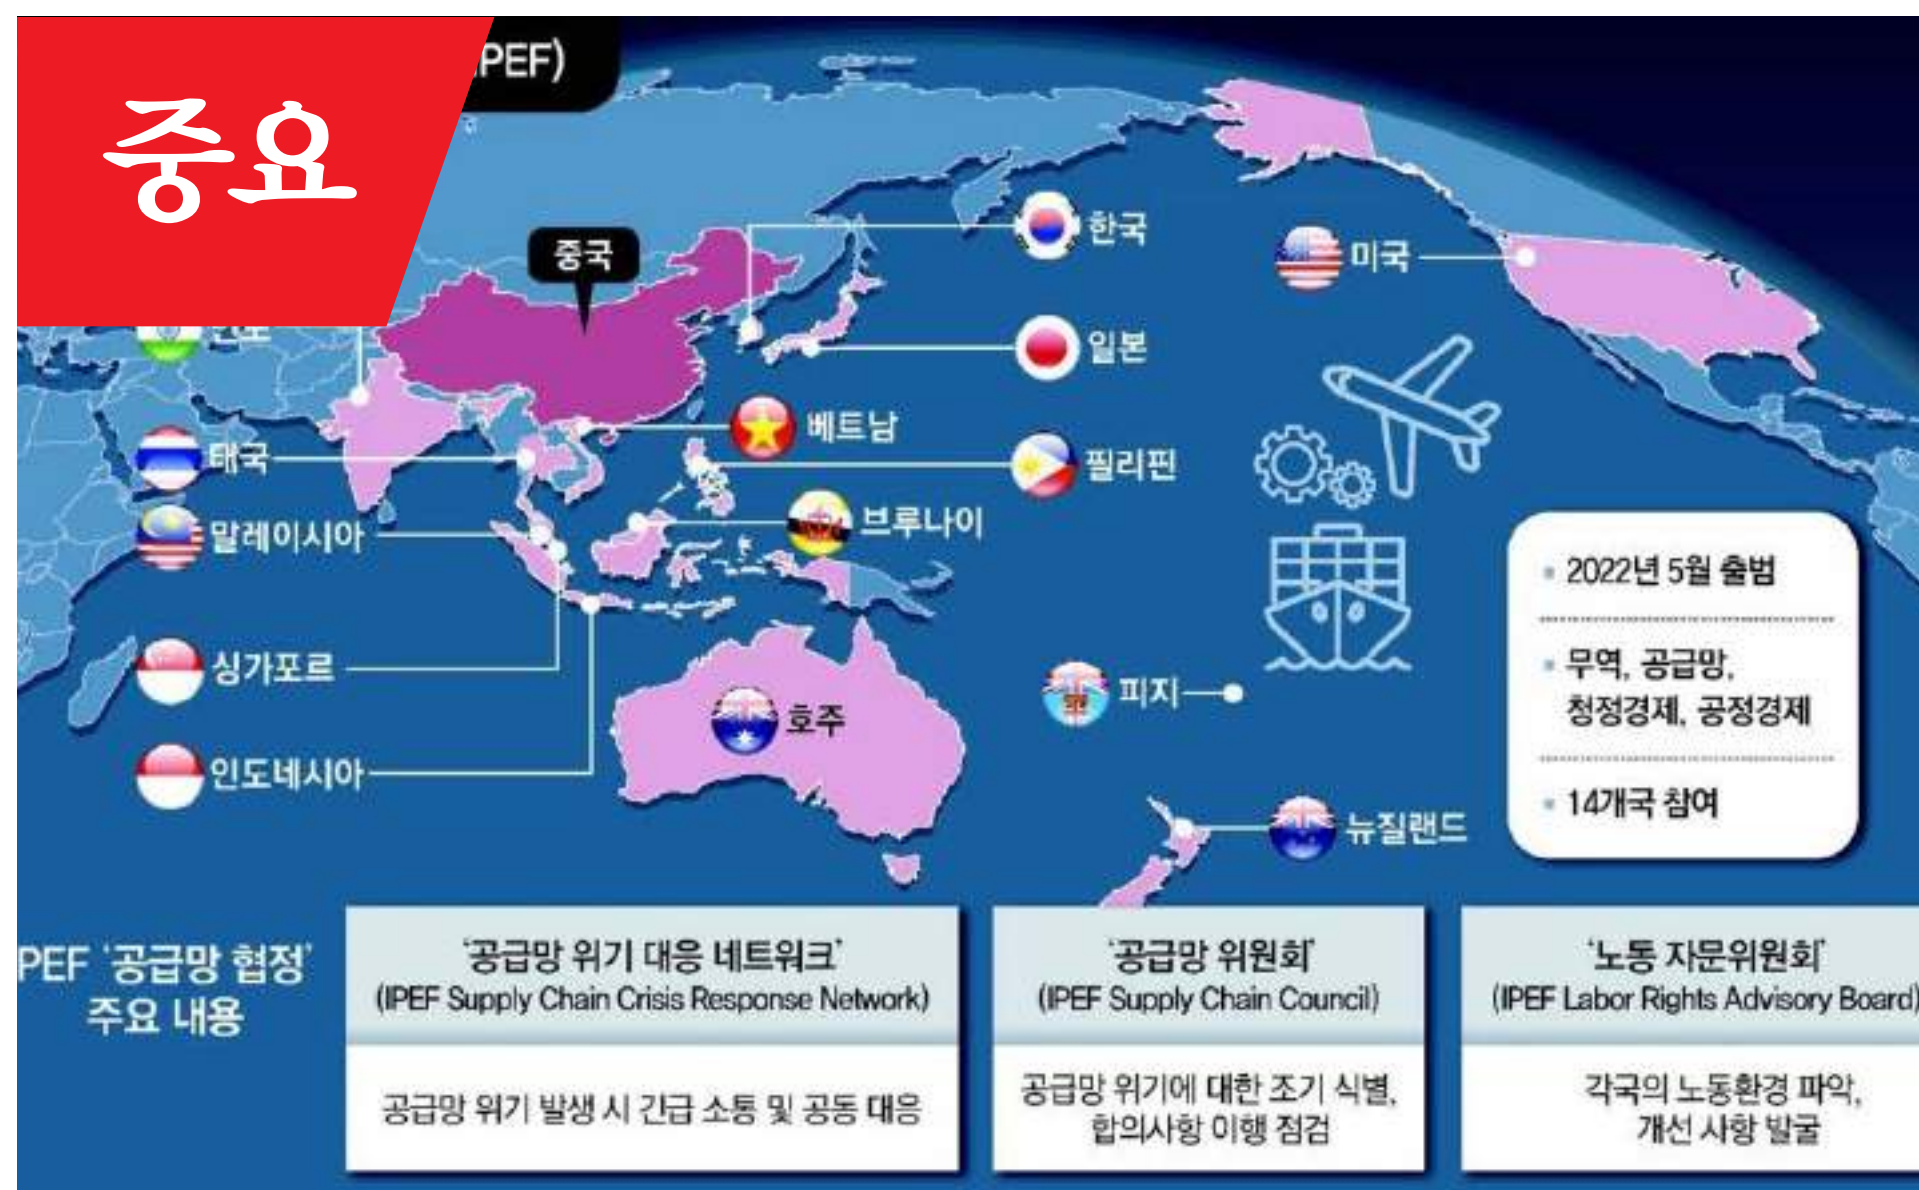 중요
IPEF)
중국
한국
미국
일본
베트남
태국
필리핀
말레이시아
브루나이
싱가포르
호주
피지
인도네시아
뉴질랜드
2022년 5월 출범
무역, 공급망,
청정경제, 공정경제
14개국 참여
PEF ‘공급망 협정’
주요 내용
‘공급망 위기 대응 네트워크’
(IPEF Supply Chain Crisis Response Network)
공급망 위기 발생 시 긴급 소통 및 공동 대응
‘공급망 위원회’
(IPEF Supply Chain Council)
공급망 위기에 대한 조기 식별,
합의사항 이행 점검
‘노동 자문위원회’
(IPEF Labor Rights Advisory Board)
각국의 노동환경 파악,
개선 사항 발굴